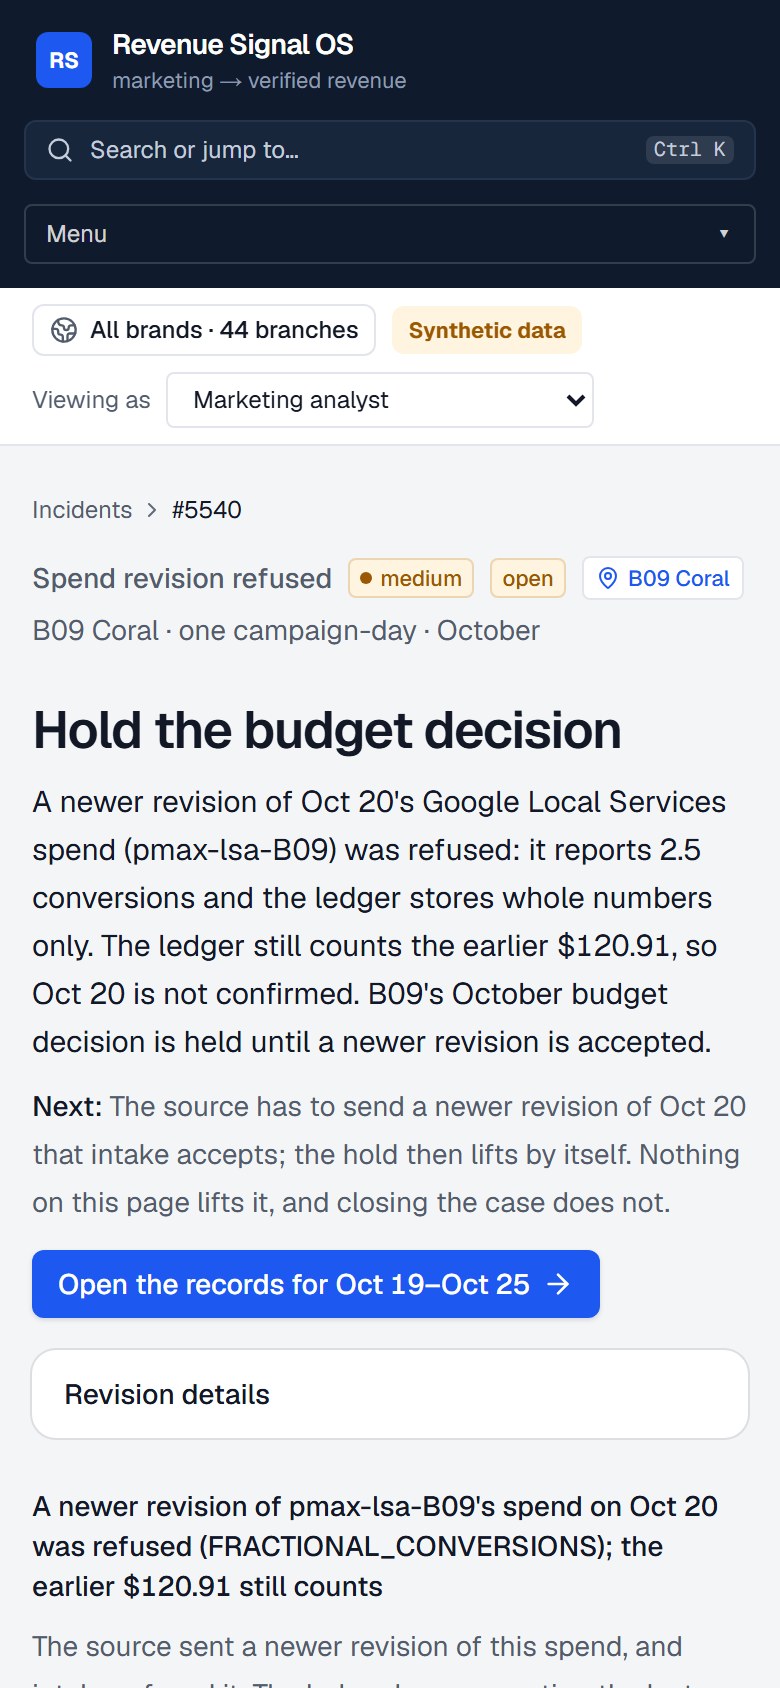 RS
Revenue Signal OS
marketing → verified revenue
Search or jump to...
Ctrl K
Menu
All brands · 44 branches
Synthetic data
Viewing as
Marketing analyst
Incidents > #5540
Spend revision refused
medium
open
B09 Coral
B09 Coral · one campaign-day · October
Hold the budget decision
A newer revision of Oct 20's Google Local Services
spend (pmax-lsa-B09) was refused: it reports 2.5
conversions and the ledger stores whole numbers
only. The ledger still counts the earlier $120.91, so
Oct 20 is not confirmed. B09's October budget
decision is held until a newer revision is accepted.
Next: The source has to send a newer revision of Oct 20
that intake accepts; the hold then lifts by itself. Nothing
on this page lifts it, and closing the case does not.
Open the records for Oct 19–Oct 25 →
Revision details
A newer revision of pmax-lsa-B09's spend on Oct 20
was refused (FRACTIONAL_CONVERSIONS); the
earlier $120.91 still counts
The source sent a newer revision of this spend, and